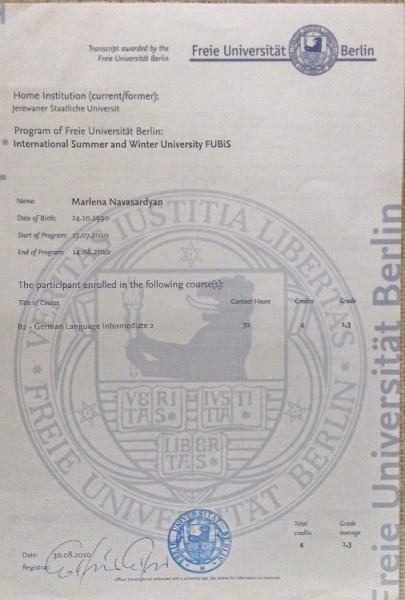 Transcript awarded by the
Freie Universität Berlin
Freie Universität Berlin
Home Institution (current/former):
Jerewaner Staatliche Universit
Program of Freie Universität Berlin:
International Summer and Winter University FUBiS
Name: Marlena Navasardyan
Date of Birth: 24.10.1990
Start of Program: 17.07.2010
End of Program: 14.08.2010
The participant enrolled in the following course(s):
Title of Course Contact Hours Credits Grade
B2 - German Language Intermediate 2 72 4 1,3
VERITAS IUSTITIA LIBERTAS
FREIE UNIVERSITÄT BERLIN
VERI TAS
IVSTI TIA
LIB ERTAS
Freie Universität Berlin
Total credits Grade average
4 1,3
Date: 30.08.2010
Registrar